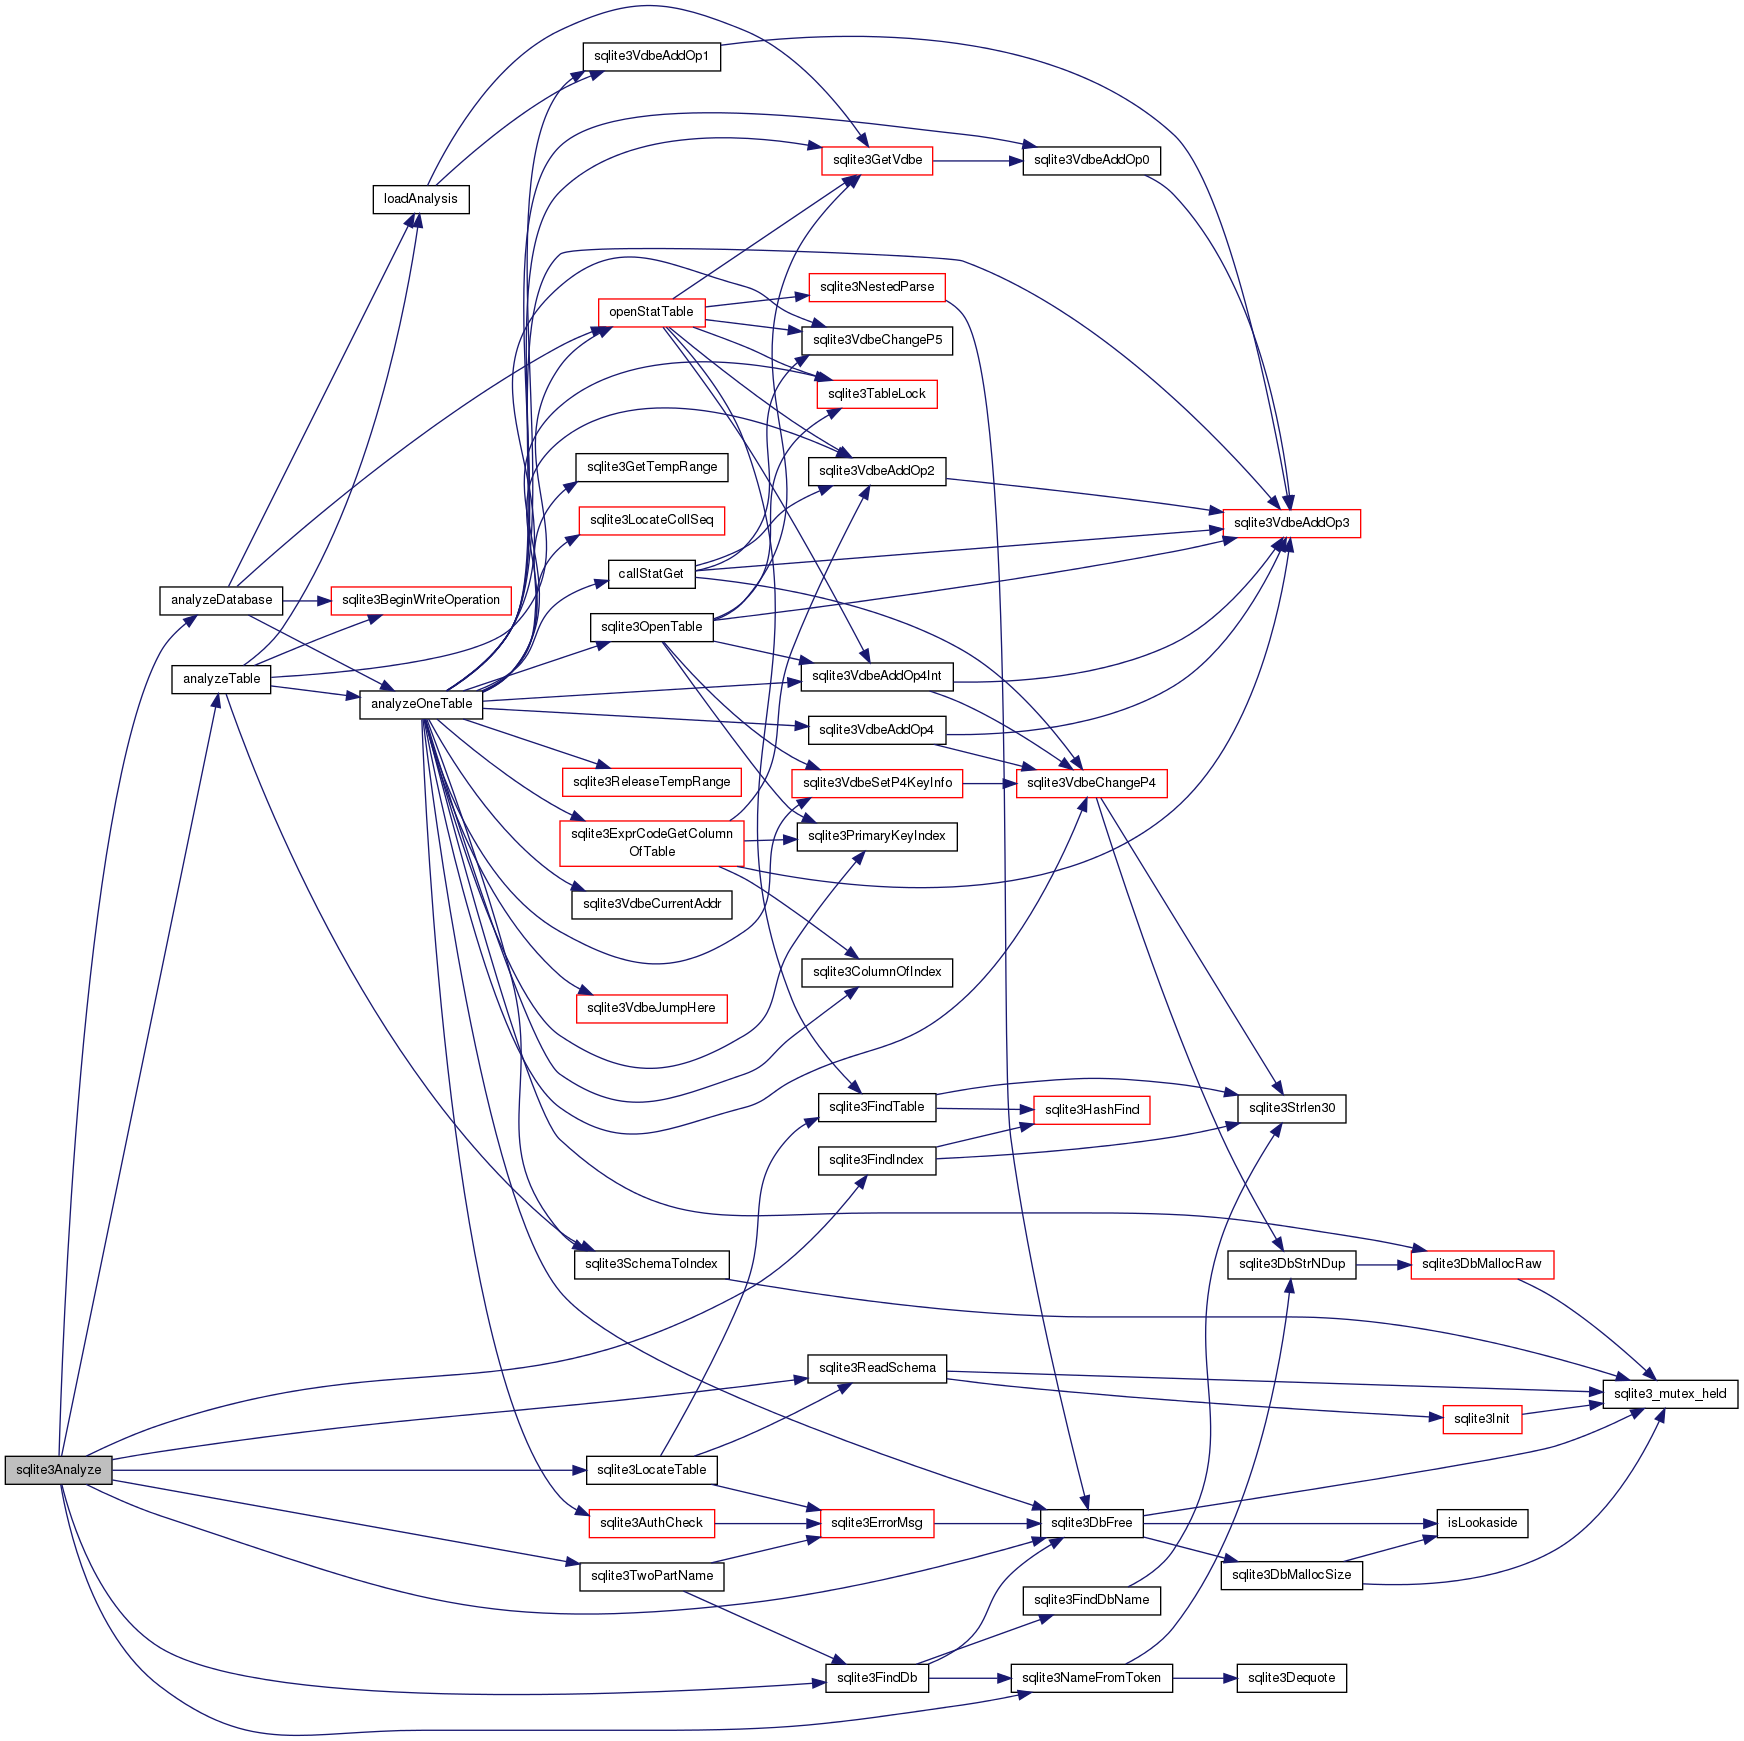 sqlite3VdbeAddOp1
sqlite3GetVdbe
sqlite3VdbeAddOp0
loadAnalysis
sqlite3NestedParse
openStatTable
sqlite3VdbeChangeP5
sqlite3TableLock
sqlite3GetTempRange
sqlite3VdbeAddOp2
sqlite3LocateCollSeq
sqlite3VdbeAddOp3
callStatGet
analyzeDatabase
sqlite3BeginWriteOperation
sqlite3OpenTable
analyzeTable
sqlite3VdbeAddOp4Int
analyzeOneTable
sqlite3VdbeAddOp4
sqlite3ReleaseTempRange
sqlite3VdbeSetP4KeyInfo
sqlite3VdbeChangeP4
sqlite3ExprCodeGetColumn
OfTable
sqlite3PrimaryKeyIndex
sqlite3VdbeCurrentAddr
sqlite3ColumnOfIndex
sqlite3VdbeJumpHere
sqlite3FindTable
sqlite3HashFind
sqlite3Strlen30
sqlite3FindIndex
sqlite3SchemaToIndex
sqlite3DbStrNDup
sqlite3DbMallocRaw
sqlite3ReadSchema
sqlite3_mutex_held
sqlite3Init
sqlite3Analyze
sqlite3LocateTable
sqlite3AuthCheck
sqlite3ErrorMsg
sqlite3DbFree
isLookaside
sqlite3TwoPartName
sqlite3DbMallocSize
sqlite3FindDbName
sqlite3FindDb
sqlite3NameFromToken
sqlite3Dequote